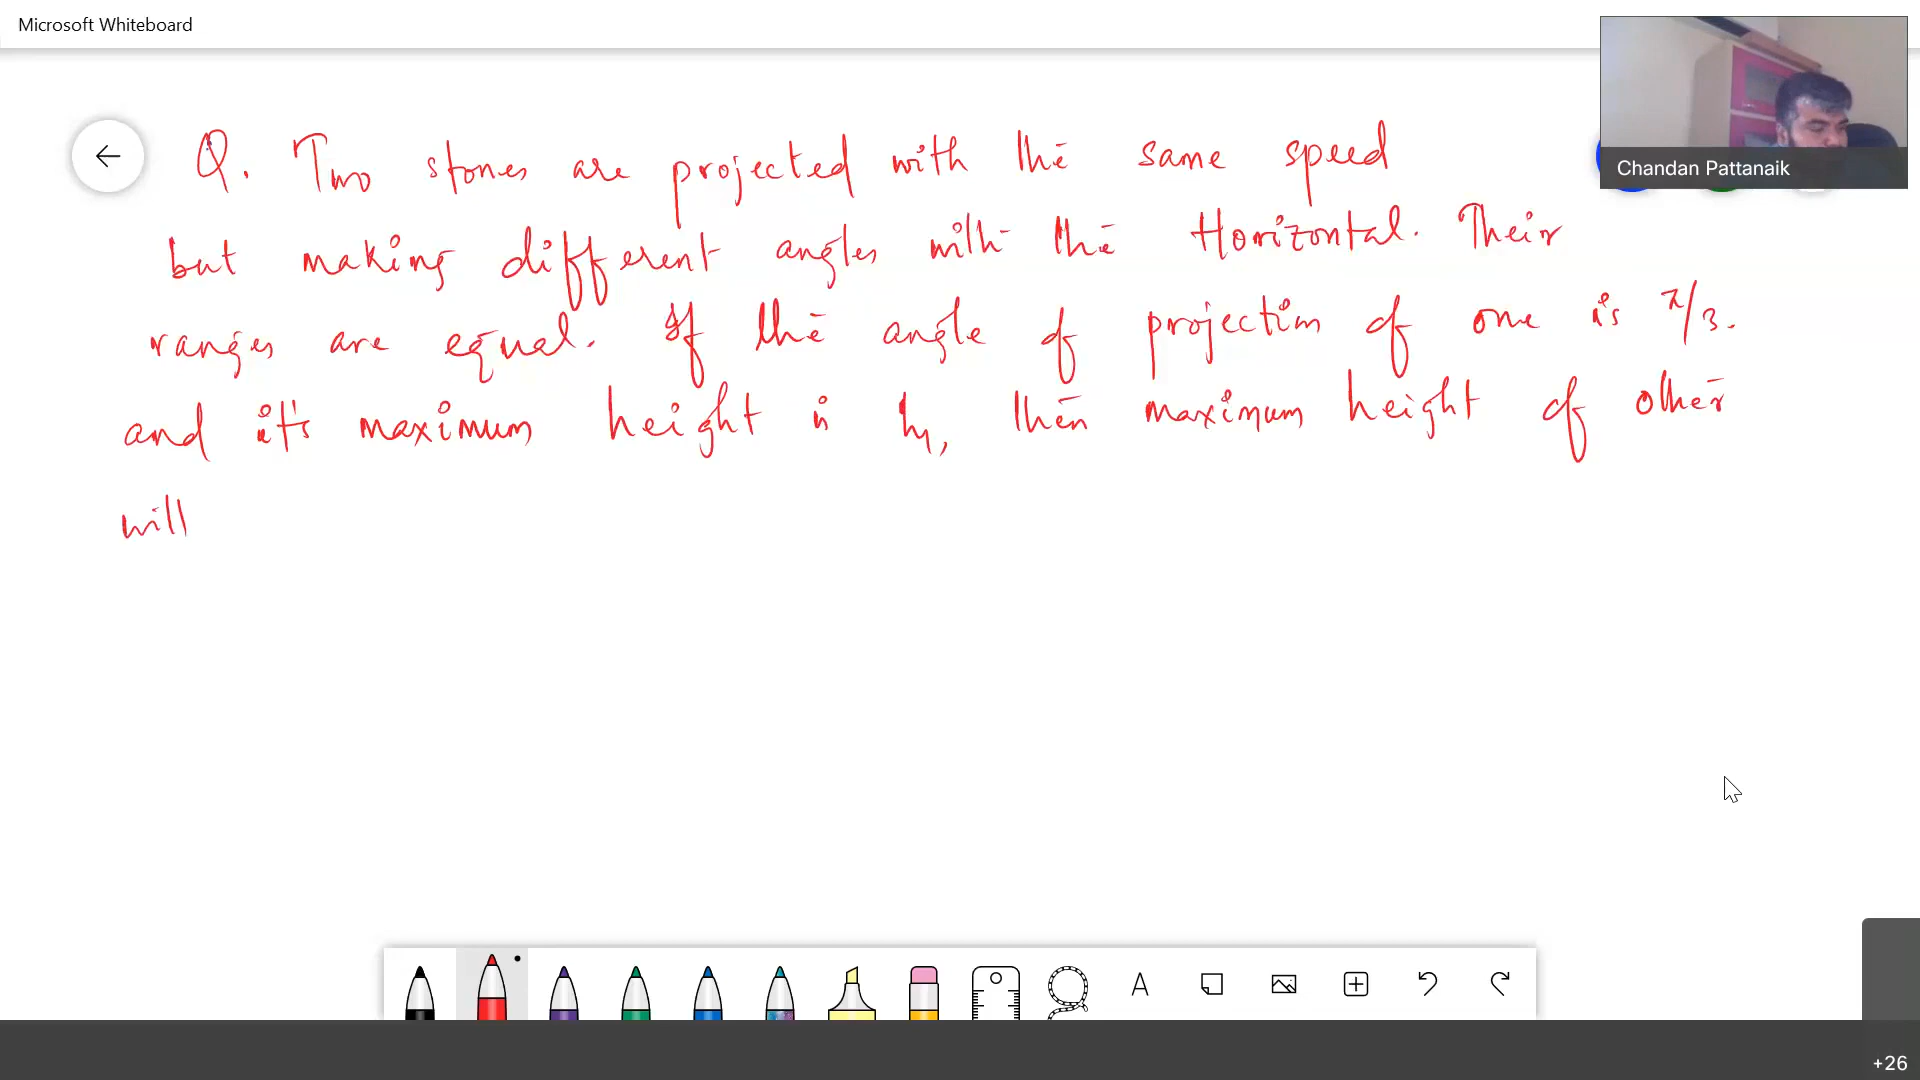 Microsoft Whiteboard
Chandan Pattanaik
Q. Two stones are projected with the same speed
but making different angles with the Horizontal. Their
ranges are equal. If the angle of projection of one is π/3.
and it's maximum height is h₁, then maximum height of other
will
A
+26